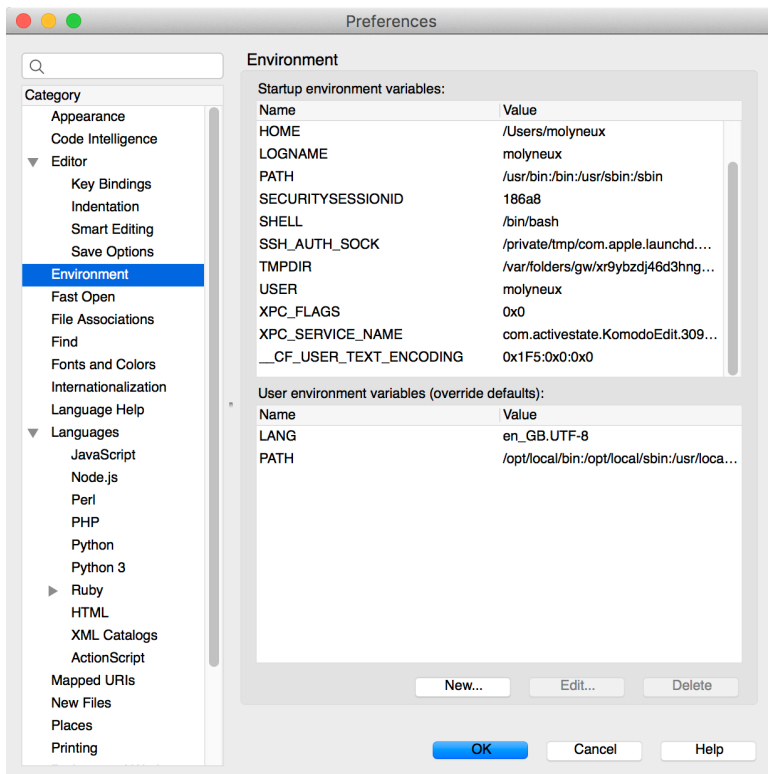 Preferences
Category
Appearance
Code Intelligence
Editor
Key Bindings
Indentation
Smart Editing
Save Options
Environment
Fast Open
File Associations
Find
Fonts and Colors
Internationalization
Language Help
Languages
JavaScript
Node.js
Perl
PHP
Python
Python 3
Ruby
HTML
XML Catalogs
ActionScript
Mapped URIs
New Files
Places
Printing
Environment
Startup environment variables:
Name Value
HOME /Users/molyneux
LOGNAME molyneux
PATH /usr/bin:/bin:/usr/sbin:/sbin
SECURITYSESSIONID 186a8
SHELL /bin/bash
SSH_AUTH_SOCK /private/tmp/com.apple.launchd....
TMPDIR /var/folders/gw/xr9ybzdj46d3hng...
USER molyneux
XPC_FLAGS 0x0
XPC_SERVICE_NAME com.activestate.KomodoEdit.309...
__CF_USER_TEXT_ENCODING 0x1F5:0x0:0x0
User environment variables (override defaults):
Name Value
LANG en_GB.UTF-8
PATH /opt/local/bin:/opt/local/sbin:/usr/loca...
New... Edit... Delete
OK Cancel Help